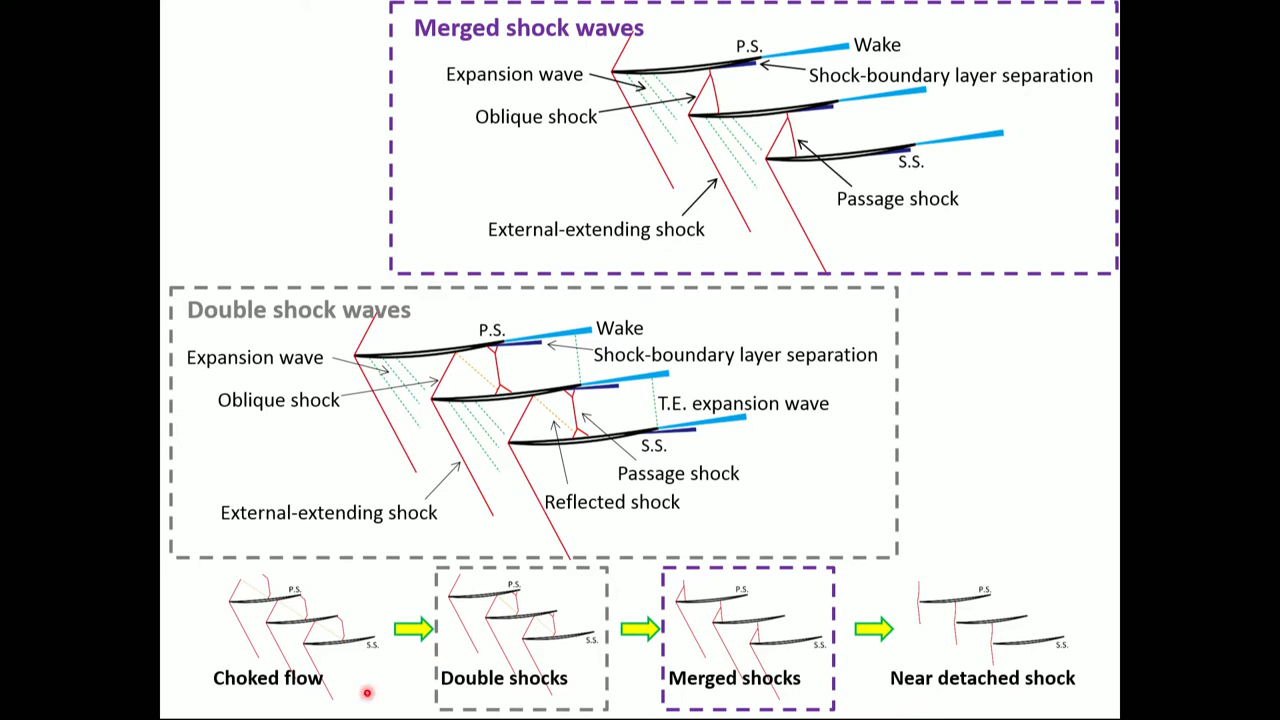 Merged shock waves
P.S.
Wake
Expansion wave
Shock-boundary layer separation
Oblique shock
S.S.
Passage shock
External-extending shock
Double shock waves
P.S.
Wake
Expansion wave
Shock-boundary layer separation
Oblique shock
T.E. expansion wave
S.S.
Passage shock
Reflected shock
External-extending shock
P.S.
S.S.
Choked flow
P.S.
S.S.
Double shocks
P.S.
S.S.
Merged shocks
P.S.
S.S.
Near detached shock